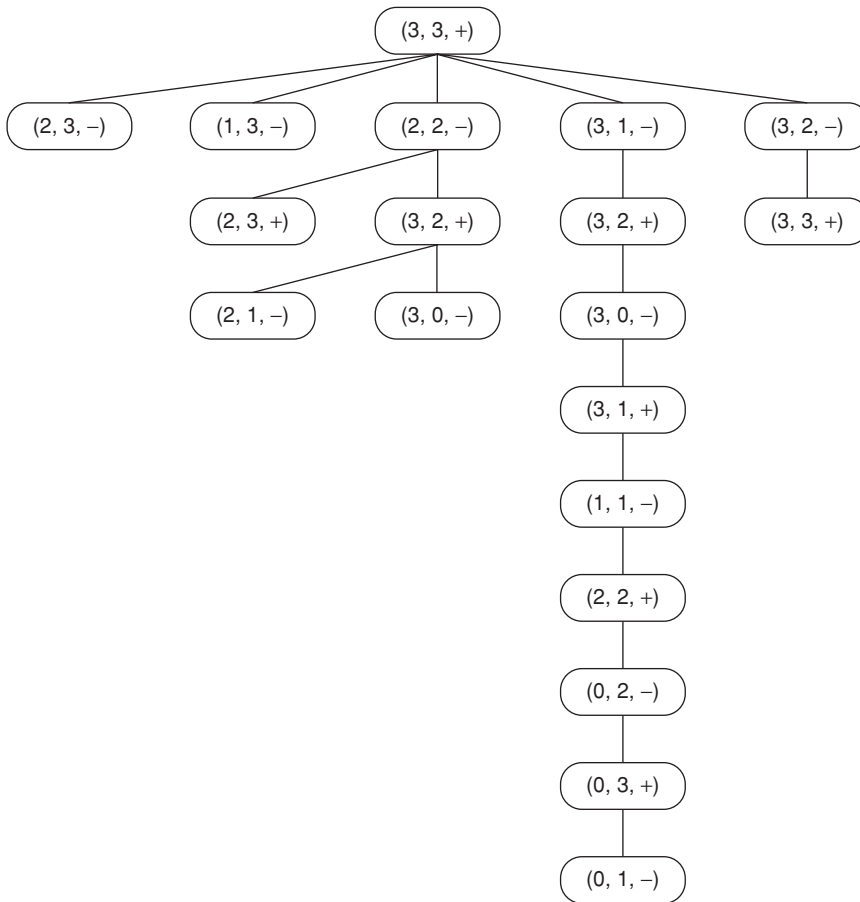 (3, 3, +)
(2, 3, –) (1, 3, –) (2, 2, –) (3, 1, –) (3, 2, –)
(2, 3, +) (3, 2, +) (3, 2, +) (3, 3, +)
(2, 1, –) (3, 0, –) (3, 0, –)
(3, 1, +)
(1, 1, –)
(2, 2, +)
(0, 2, –)
(0, 3, +)
(0, 1, –)